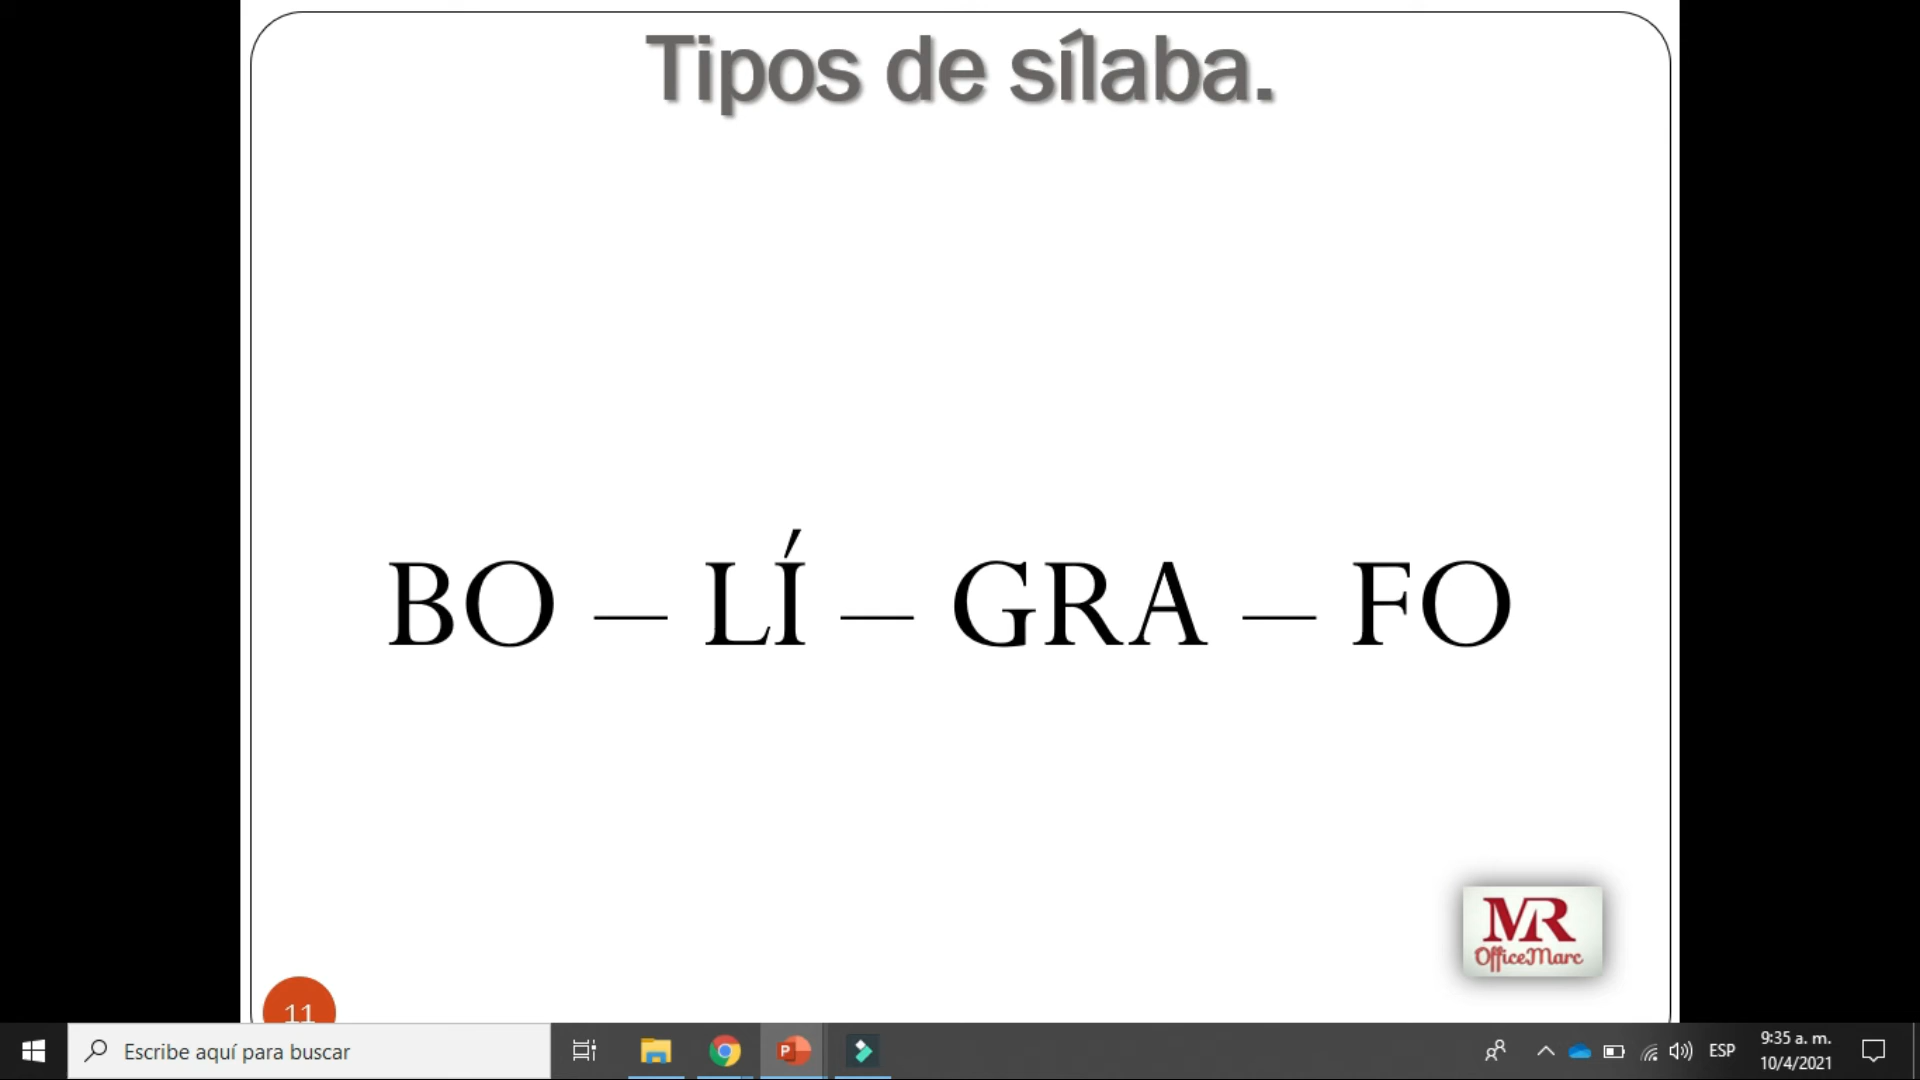 Tipos de sílaba.
BO – LÍ – GRA – FO
MR
OfficeMarc
11
Escribe aquí para buscar
ESP
9:35 a. m.
10/4/2021